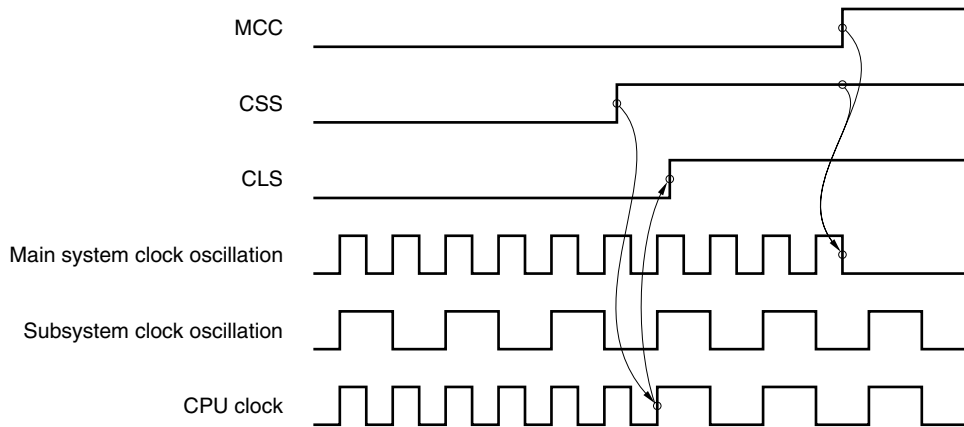 MCC
CSS
CLS
Main system clock oscillation
Subsystem clock oscillation
CPU clock